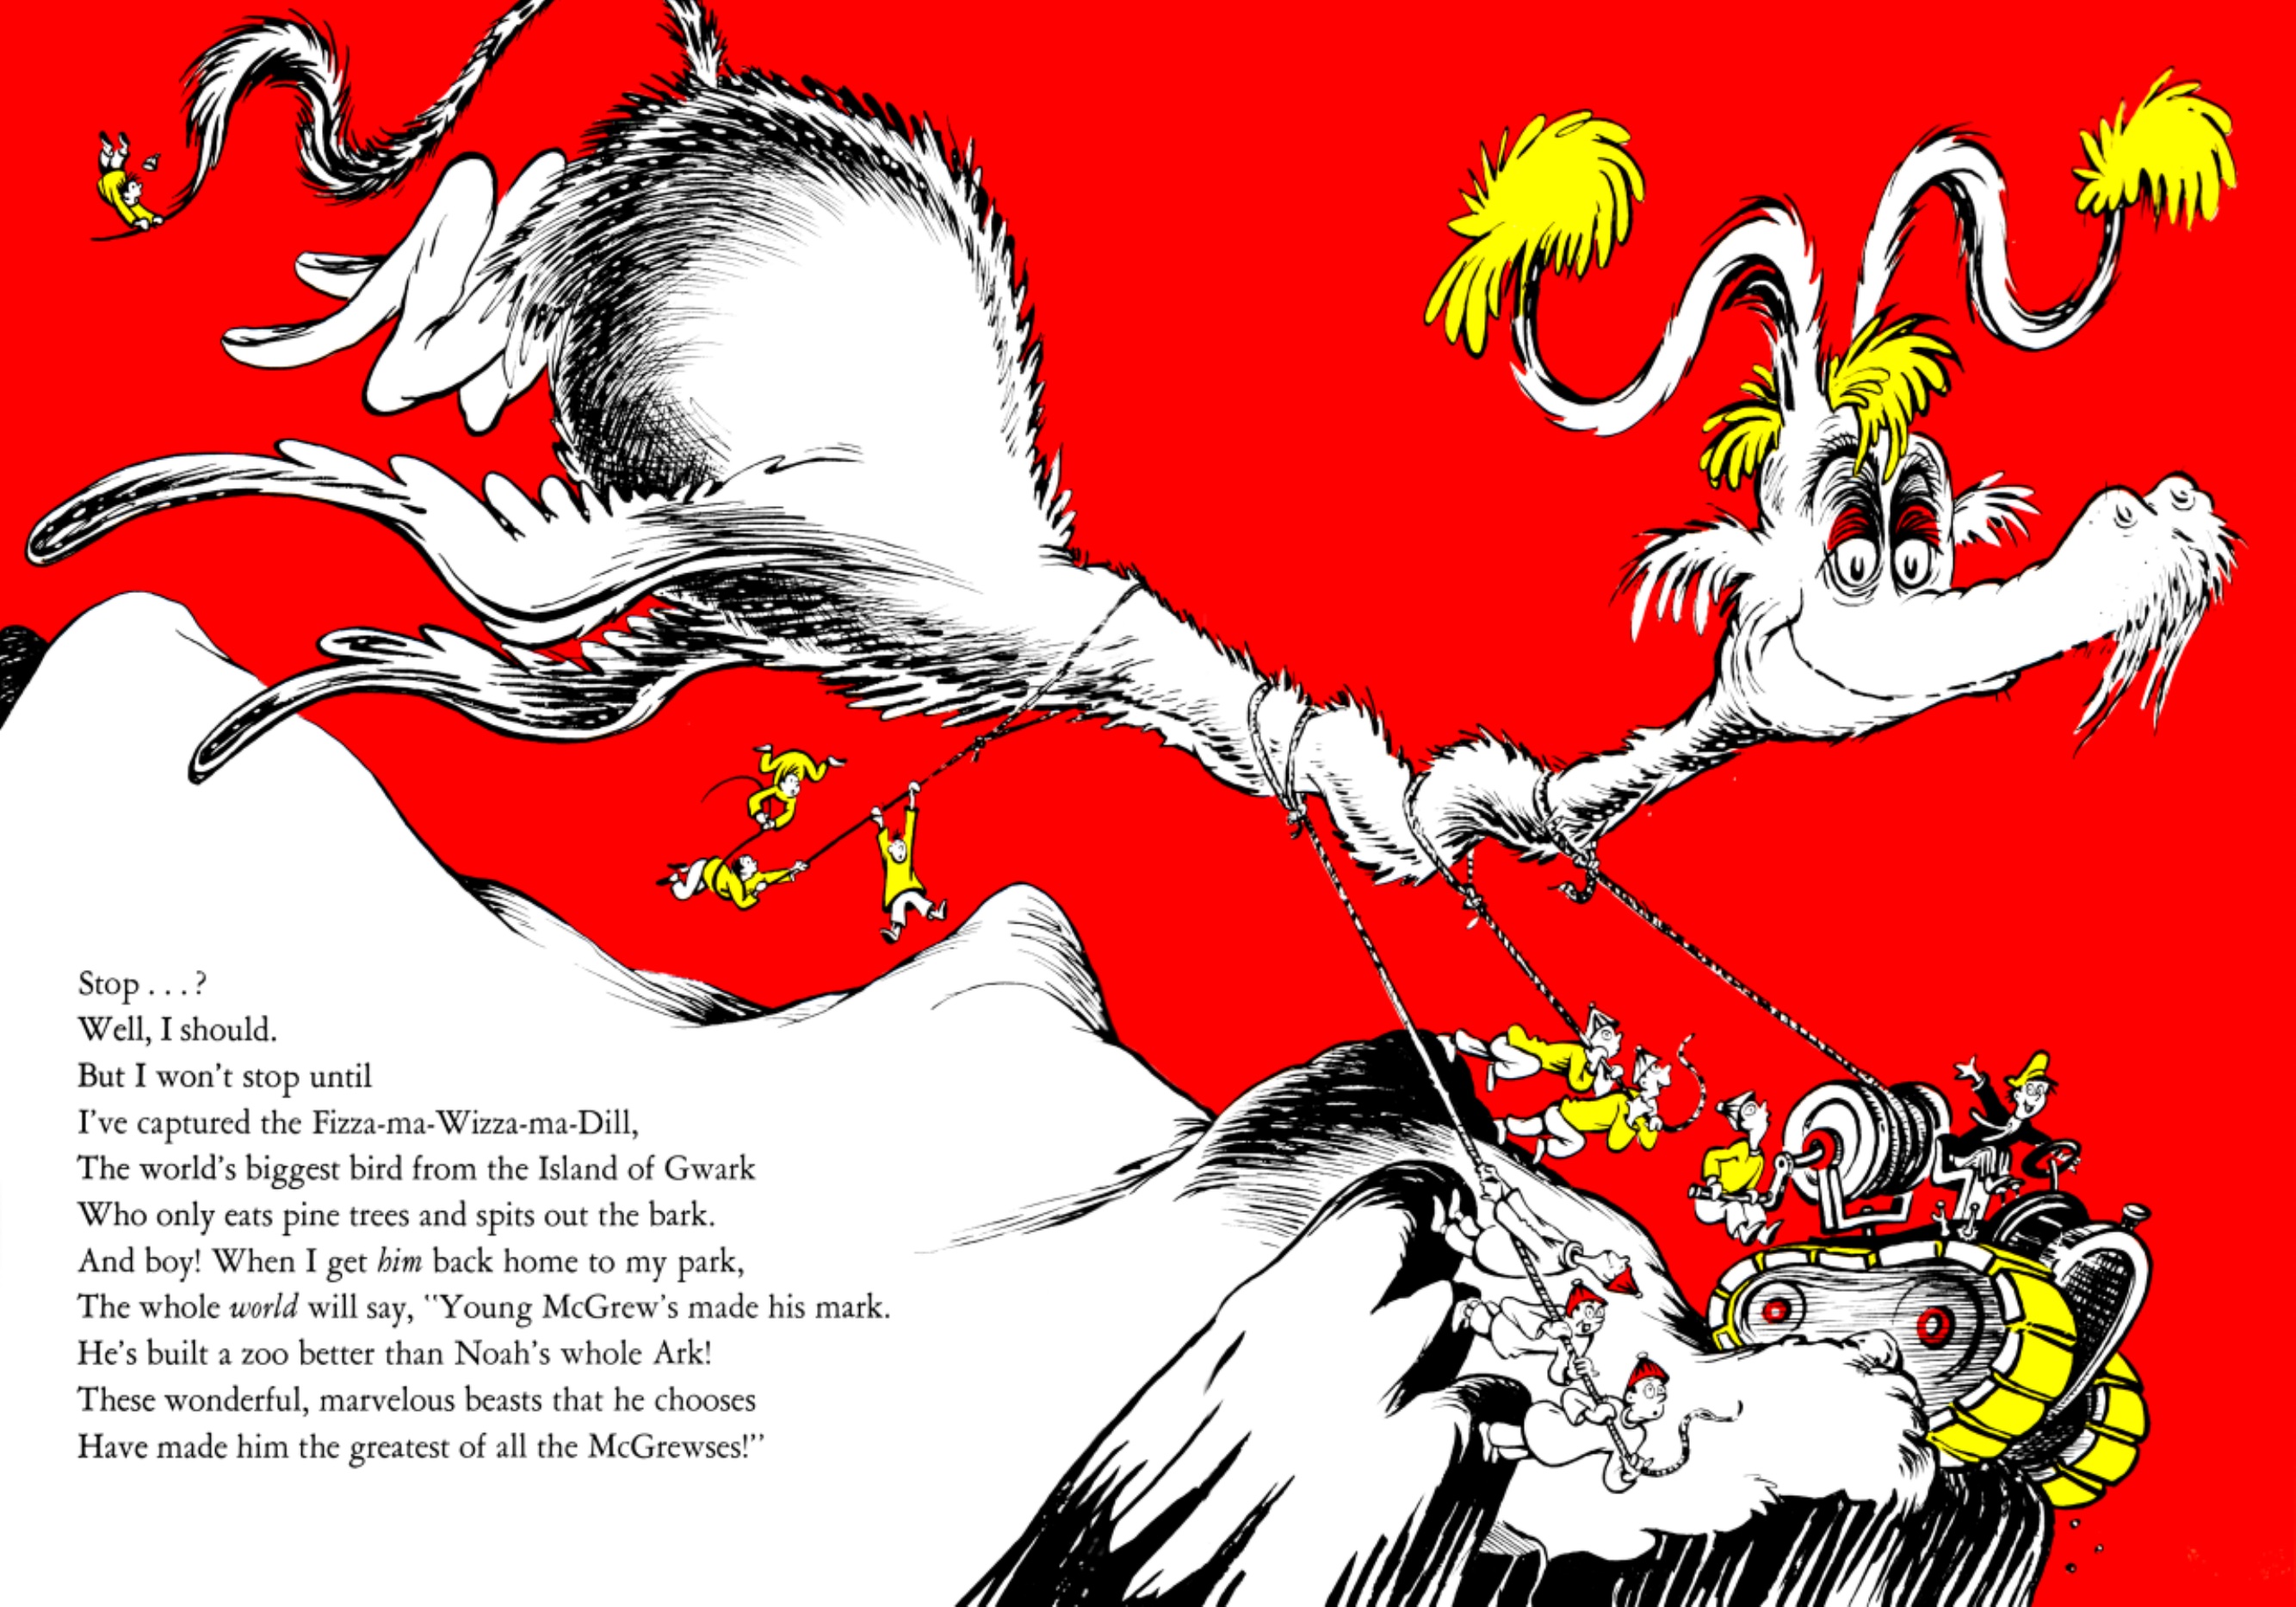 Stop . . . ?
Well, I should.
But I won't stop until
I've captured the Fizza-ma-Wizza-ma-Dill,
The world's biggest bird from the Island of Gwark
Who only eats pine trees and spits out the bark.
And boy! When I get him back home to my park,
The whole world will say, "Young McGrew's made his mark.
He's built a zoo better than Noah's whole Ark!
These wonderful, marvelous beasts that he chooses
Have made him the greatest of all the McGrewses!"